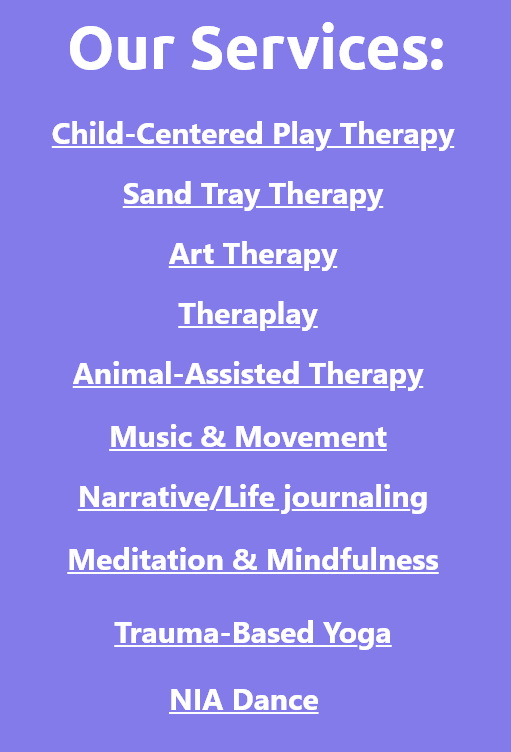 Our Services:
Child-Centered Play Therapy
Sand Tray Therapy
Art Therapy
Theraplay
Animal-Assisted Therapy
Music & Movement
Narrative/Life journaling
Meditation & Mindfulness
Trauma-Based Yoga
NIA Dance